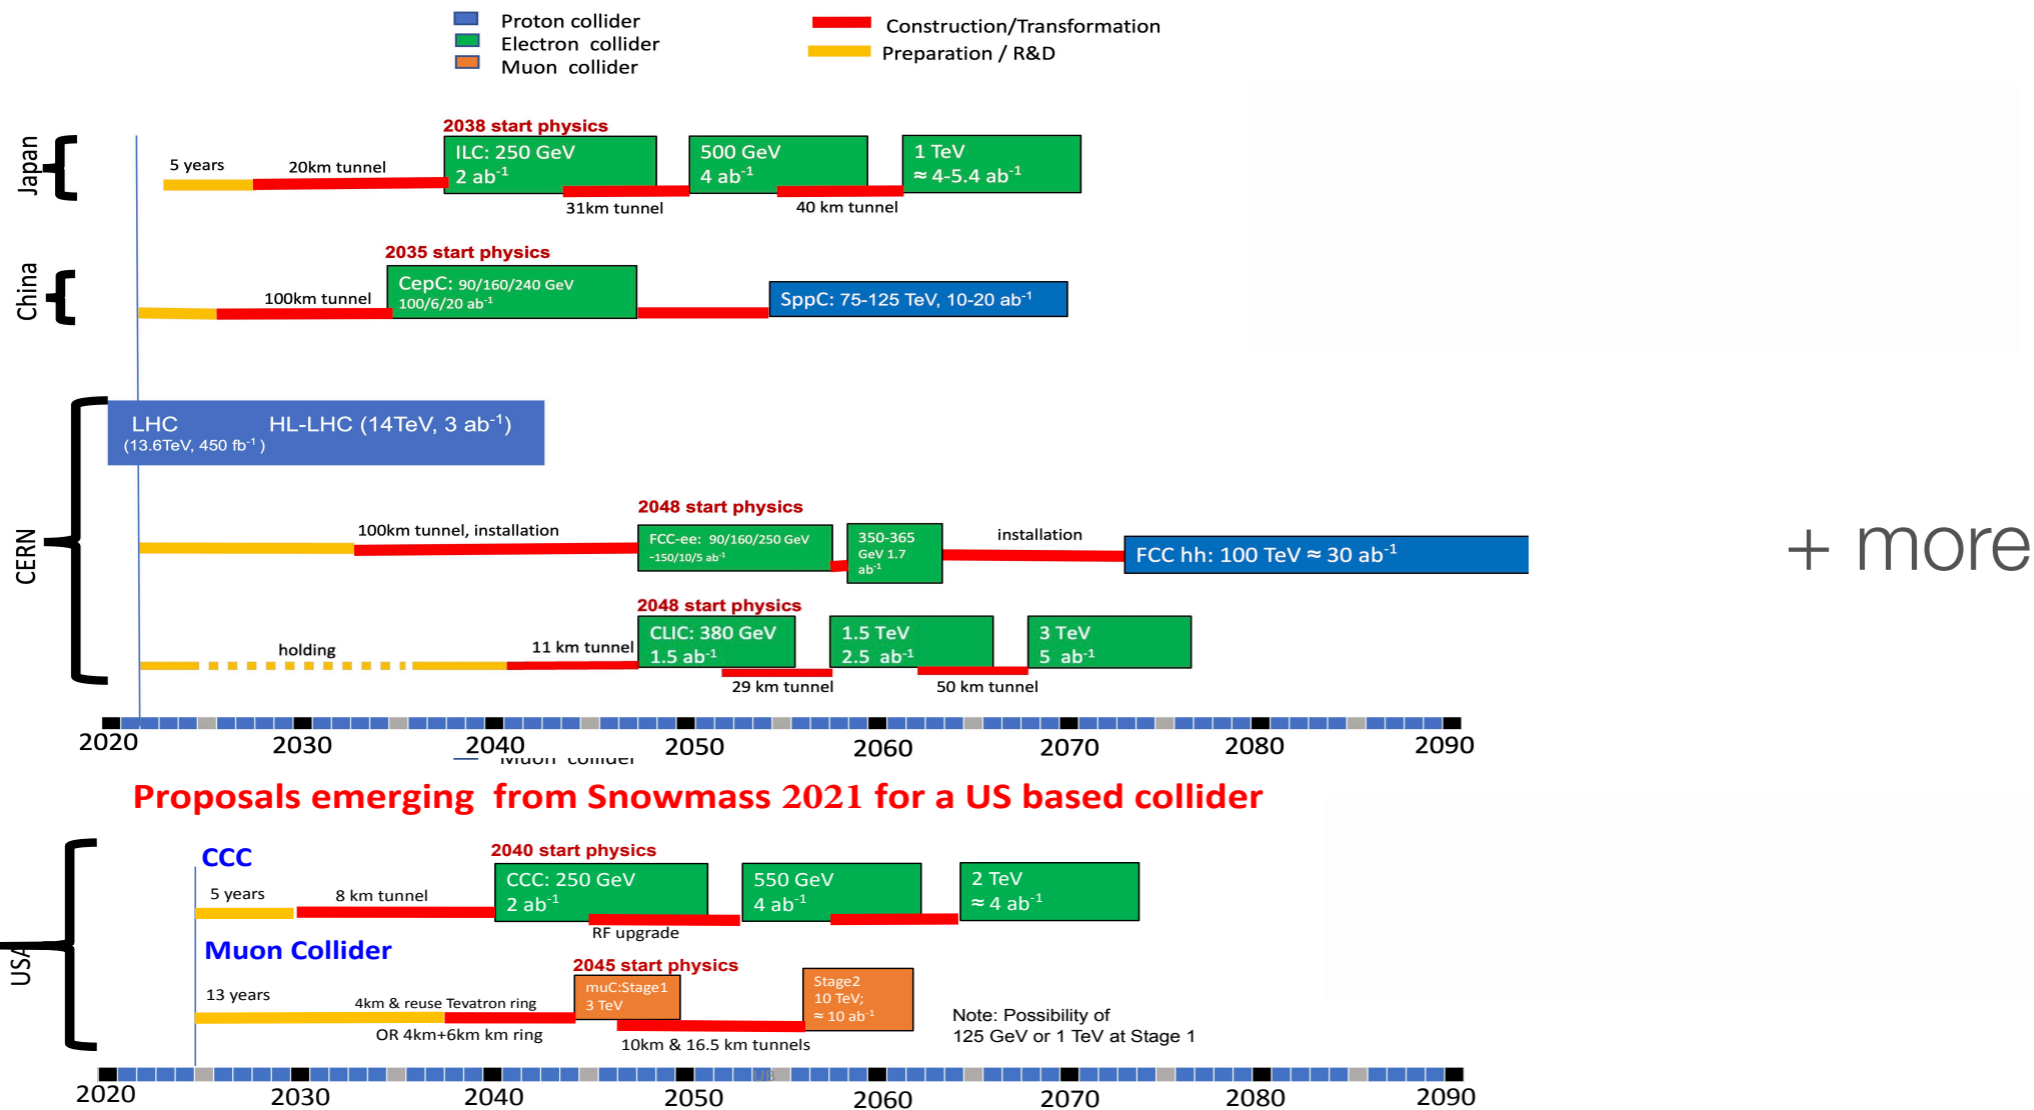 Proton collider
Electron collider
Muon collider
Construction/Transformation
Preparation / R&D
Japan
5 years
20km tunnel
2038 start physics
ILC: 250 GeV
2 ab⁻¹
31km tunnel
500 GeV
4 ab⁻¹
40 km tunnel
1 TeV
≈ 4-5.4 ab⁻¹
China
100km tunnel
2035 start physics
CepC: 90/160/240 GeV
100/6/20 ab⁻¹
SppC: 75-125 TeV, 10-20 ab⁻¹
CERN
LHC
(13.6TeV, 450 fb⁻¹ )
HL-LHC (14TeV, 3 ab⁻¹)
100km tunnel, installation
2048 start physics
FCC-ee: 90/160/250 GeV
~150/10/5 ab⁻¹
350-365
GeV 1.7
ab⁻¹
installation
FCC hh: 100 TeV ≈ 30 ab⁻¹
+ more
holding
11 km tunnel
2048 start physics
CLIC: 380 GeV
1.5 ab⁻¹
29 km tunnel
1.5 TeV
2.5 ab⁻¹
50 km tunnel
3 TeV
5 ab⁻¹
2020 2030 2040 2050 2060 2070 2080 2090
Muon collider
Proposals emerging from Snowmass 2021 for a US based collider
USA
CCC
5 years
8 km tunnel
2040 start physics
CCC: 250 GeV
2 ab⁻¹
RF upgrade
550 GeV
4 ab⁻¹
2 TeV
≈ 4 ab⁻¹
Muon Collider
13 years
4km & reuse Tevatron ring
OR 4km+6km km ring
2045 start physics
muC:Stage1
3 TeV
10km & 16.5 km tunnels
Stage2
10 TeV;
≈ 10 ab⁻¹
Note: Possibility of
125 GeV or 1 TeV at Stage 1
2020 2030 2040 2050 2060 2070 2080 2090